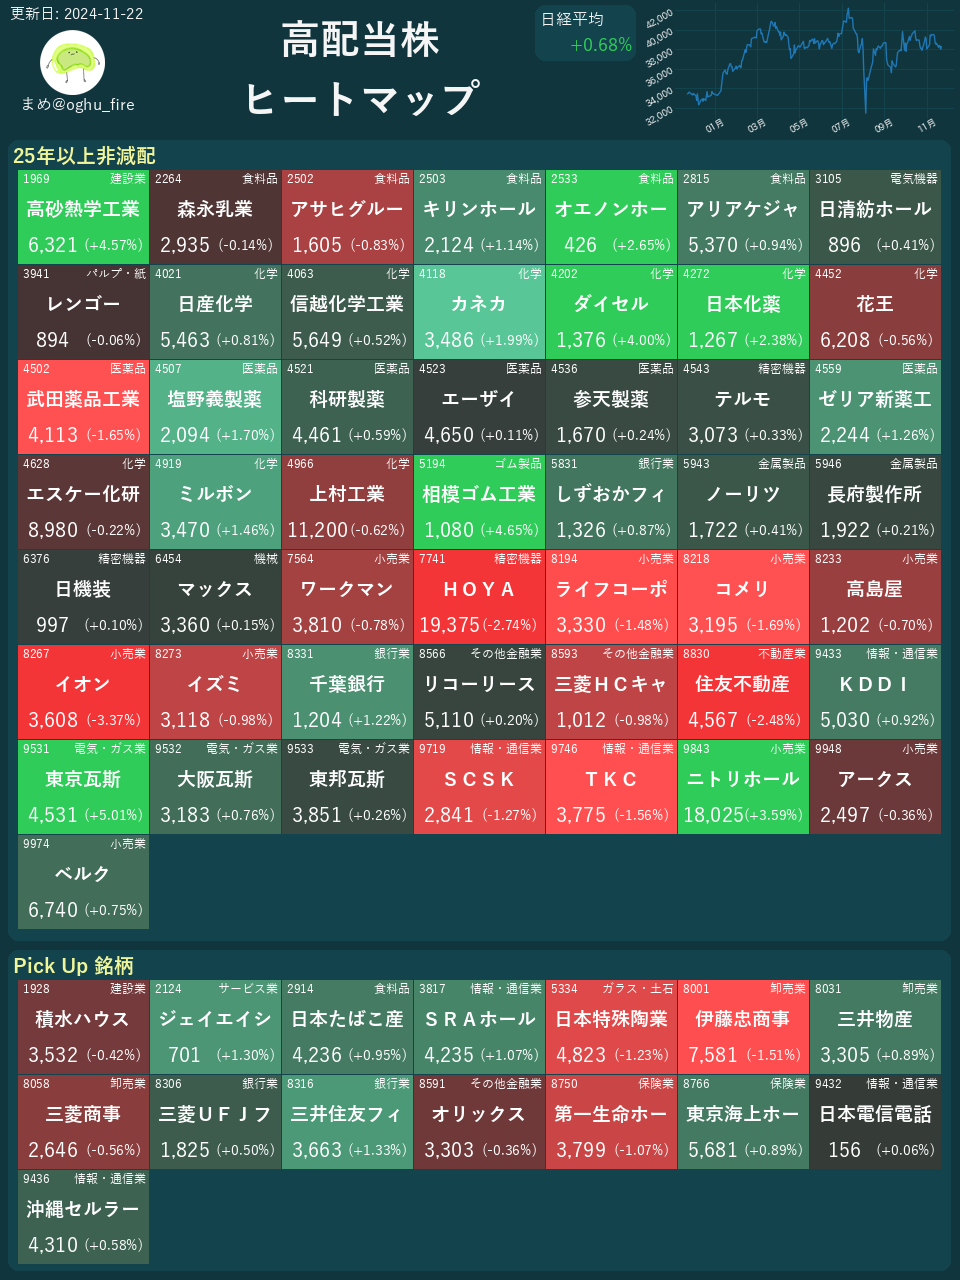 更新日: 2024-11-22
まめ@oghu_fire
高配当株
ヒートマップ
日経平均
+0.68%
42,000
40,000
38,000
36,000
34,000
32,000
01月 03月 05月 07月 09月 11月
25年以上非減配
1969 建設業 2264 食料品 2502 食料品 2503 食料品 2533 食料品 2815 食料品 3105 電気機器
高砂熱学工業 森永乳業 アサヒグルー キリンホール オエノンホー アリアケジャ 日清紡ホール
6,321 (+4.57%) 2,935 (-0.14%) 1,605 (-0.83%) 2,124 (+1.14%) 426 (+2.65%) 5,370 (+0.94%) 896 (+0.41%)
3941 パルプ・紙 4021 化学 4063 化学 4118 化学 4202 化学 4272 化学 4452 化学
レンゴー 日産化学 信越化学工業 カネカ ダイセル 日本化薬 花王
894 (-0.06%) 5,463 (+0.81%) 5,649 (+0.52%) 3,486 (+1.99%) 1,376 (+4.00%) 1,267 (+2.38%) 6,208 (-0.56%)
4502 医薬品 4507 医薬品 4521 医薬品 4523 医薬品 4536 医薬品 4543 精密機器 4559 医薬品
武田薬品工業 塩野義製薬 科研製薬 エーザイ 参天製薬 テルモ ゼリア新薬工
4,113 (-1.65%) 2,094 (+1.70%) 4,461 (+0.59%) 4,650 (+0.11%) 1,670 (+0.24%) 3,073 (+0.33%) 2,244 (+1.26%)
4628 化学 4919 化学 4966 化学 5194 ゴム製品 5831 銀行業 5943 金属製品 5946 金属製品
エスケー化研 ミルボン 上村工業 相模ゴム工業 しずおかフィ ノーリツ 長府製作所
8,980 (-0.22%) 3,470 (+1.46%) 11,200 (-0.62%) 1,080 (+4.65%) 1,326 (+0.87%) 1,722 (+0.41%) 1,922 (+0.21%)
6376 精密機器 6454 機械 7564 小売業 7741 精密機器 8194 小売業 8218 小売業 8233 小売業
日機装 マックス ワークマン ＨＯＹＡ ライフコーポ コメリ 高島屋
997 (+0.10%) 3,360 (+0.15%) 3,810 (-0.78%) 19,375 (-2.74%) 3,330 (-1.48%) 3,195 (-1.69%) 1,202 (-0.70%)
8267 小売業 8273 小売業 8331 銀行業 8566 その他金融業 8593 その他金融業 8830 不動産業 9433 情報・通信業
イオン イズミ 千葉銀行 リコーリース 三菱ＨＣキャ 住友不動産 ＫＤＤＩ
3,608 (-3.37%) 3,118 (-0.98%) 1,204 (+1.22%) 5,110 (+0.20%) 1,012 (-0.98%) 4,567 (-2.48%) 5,030 (+0.92%)
9531 電気・ガス業 9532 電気・ガス業 9533 電気・ガス業 9719 情報・通信業 9746 情報・通信業 9843 小売業 9948 小売業
東京瓦斯 大阪瓦斯 東邦瓦斯 ＳＣＳＫ ＴＫＣ ニトリホール アークス
4,531 (+5.01%) 3,183 (+0.76%) 3,851 (+0.26%) 2,841 (-1.27%) 3,775 (-1.56%) 18,025 (+3.59%) 2,497 (-0.36%)
9974 小売業
ベルク
6,740 (+0.75%)
Pick Up 銘柄
1928 建設業 2124 サービス業 2914 食料品 3817 情報・通信業 5334 ガラス・土石 8001 卸売業 8031 卸売業
積水ハウス ジェイエイシ 日本たばこ産 ＳＲＡホール 日本特殊陶業 伊藤忠商事 三井物産
3,532 (-0.42%) 701 (+1.30%) 4,236 (+0.95%) 4,235 (+1.07%) 4,823 (-1.23%) 7,581 (-1.51%) 3,305 (+0.89%)
8058 卸売業 8306 銀行業 8316 銀行業 8591 その他金融業 8750 保険業 8766 保険業 9432 情報・通信業
三菱商事 三菱ＵＦＪフ 三井住友フィ オリックス 第一生命ホー 東京海上ホー 日本電信電話
2,646 (-0.56%) 1,825 (+0.50%) 3,663 (+1.33%) 3,303 (-0.36%) 3,799 (-1.07%) 5,681 (+0.89%) 156 (+0.06%)
9436 情報・通信業
沖縄セルラー
4,310 (+0.58%)